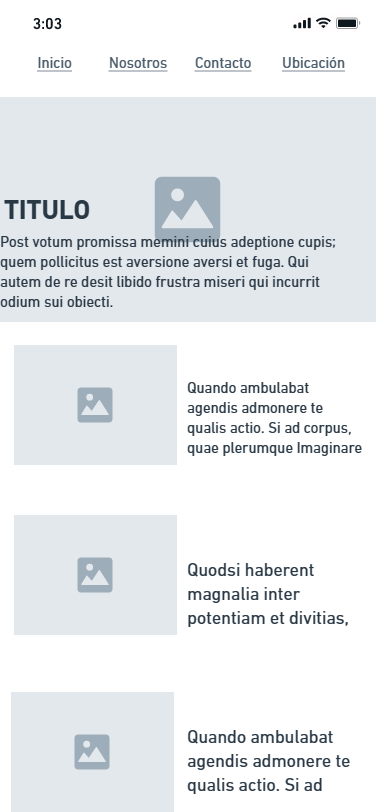 3:03
Inicio Nosotros Contacto Ubicación
TITULO
Post votum promissa memini cuius adeptione cupis;
quem pollicitus est aversione aversi et fuga. Qui
autem de re desit libido frustra miseri qui incurrit
odium sui obiecti.
Quando ambulabat
agendis admonere te
qualis actio. Si ad corpus,
quae plerumque Imaginare
Quodsi haberent
magnalia inter
potentiam et divitias,
Quando ambulabat
agendis admonere te
qualis actio. Si ad